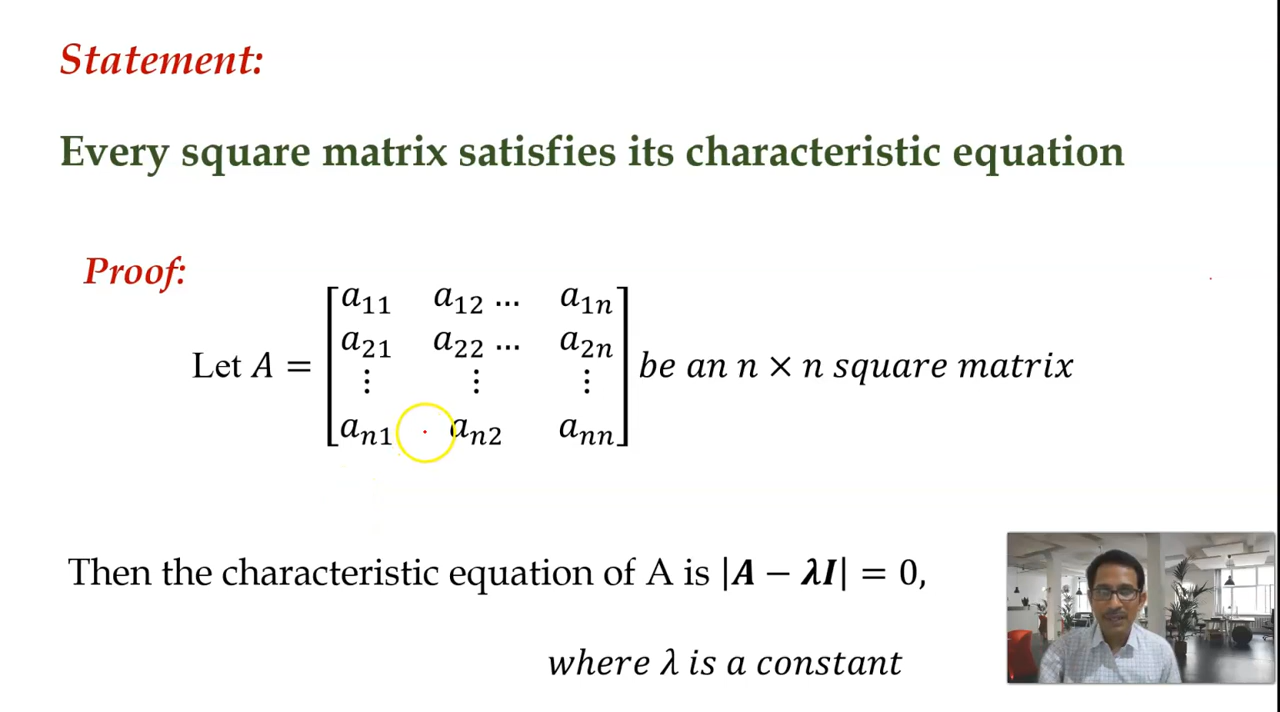 Statement:
Every square matrix satisfies its characteristic equation
Proof:
Let A = [a₁₁ a₁₂ … a₁ₙ
a₂₁ a₂₂ … a₂ₙ
⋮ ⋮ ⋮
aₙ₁ aₙ₂ aₙₙ] be an n × n square matrix
Then the characteristic equation of A is |A − λI| = 0,
where λ is a constant